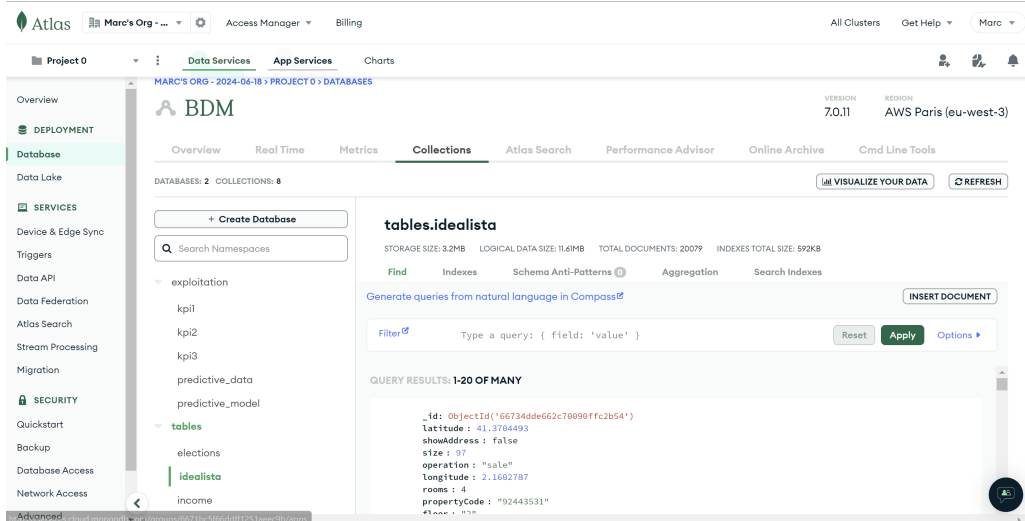 Atlas
Marc's Org - ...
Access Manager
Billing
All Clusters
Get Help
Marc
Project 0
Data Services
App Services
Charts
MARC'S ORG - 2024-06-18 > PROJECT 0 > DATABASES
BDM
VERSION
7.0.11
REGION
AWS Paris (eu-west-3)
Overview
Real Time
Metrics
Collections
Atlas Search
Performance Advisor
Online Archive
Cmd Line Tools
DATABASES: 2 COLLECTIONS: 8
VISUALIZE YOUR DATA
REFRESH
Overview
DEPLOYMENT
Database
Data Lake
SERVICES
Device & Edge Sync
Triggers
Data API
Data Federation
Atlas Search
Stream Processing
Migration
SECURITY
Quickstart
Backup
Database Access
Network Access
Advanced
+ Create Database
Search Namespaces
exploitation
kpi1
kpi2
kpi3
predictive_data
predictive_model
tables
elections
idealista
income
tables.idealista
STORAGE SIZE: 3.2MB LOGICAL DATA SIZE: 11.61MB TOTAL DOCUMENTS: 20079 INDEXES TOTAL SIZE: 592KB
Find
Indexes
Schema Anti-Patterns 0
Aggregation
Search Indexes
Generate queries from natural language in Compass
INSERT DOCUMENT
Filter
Type a query: { field: 'value' }
Reset
Apply
Options
QUERY RESULTS: 1-20 OF MANY
_id: ObjectId('66734dde662c70090ffc2b54')
latitude : 41.3704493
showAddress : false
size : 97
operation : "sale"
longitude : 2.1602787
rooms : 4
propertyCode : "92443531"
floor : "2"